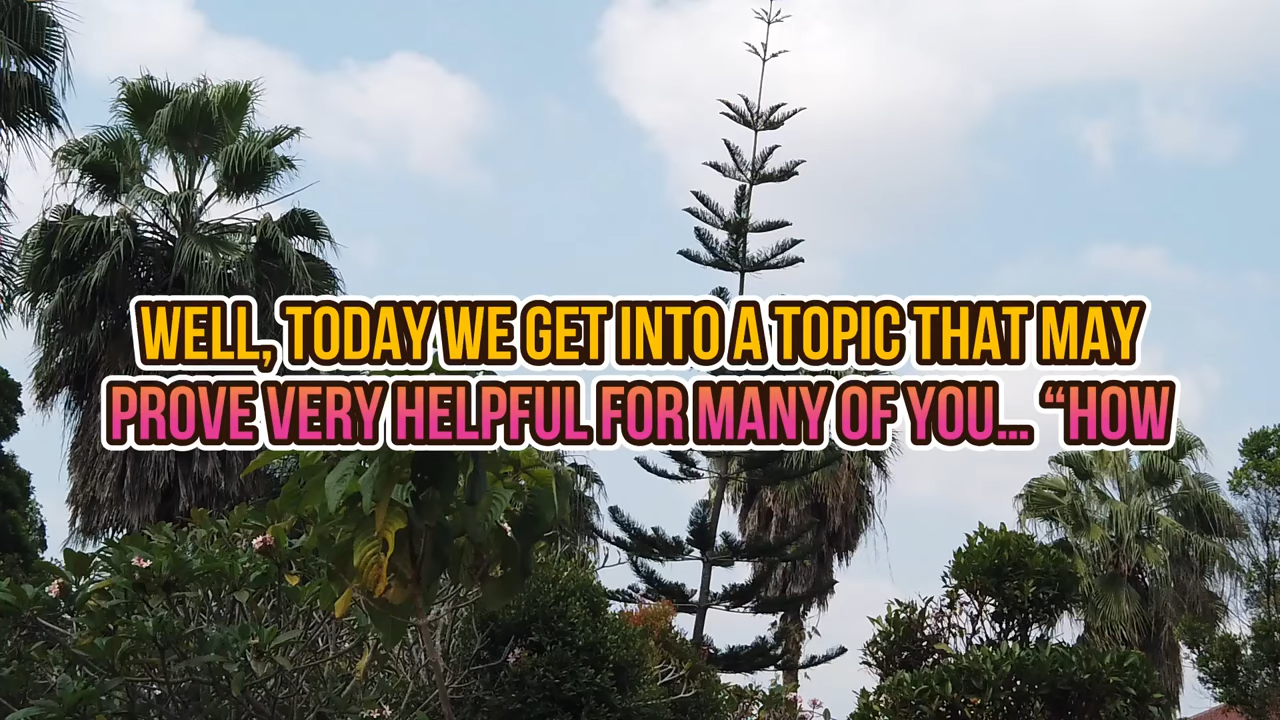 WELL, TODAY WE GET INTO A TOPIC THAT MAY
PROVE VERY HELPFUL FOR MANY OF YOU... “HOW